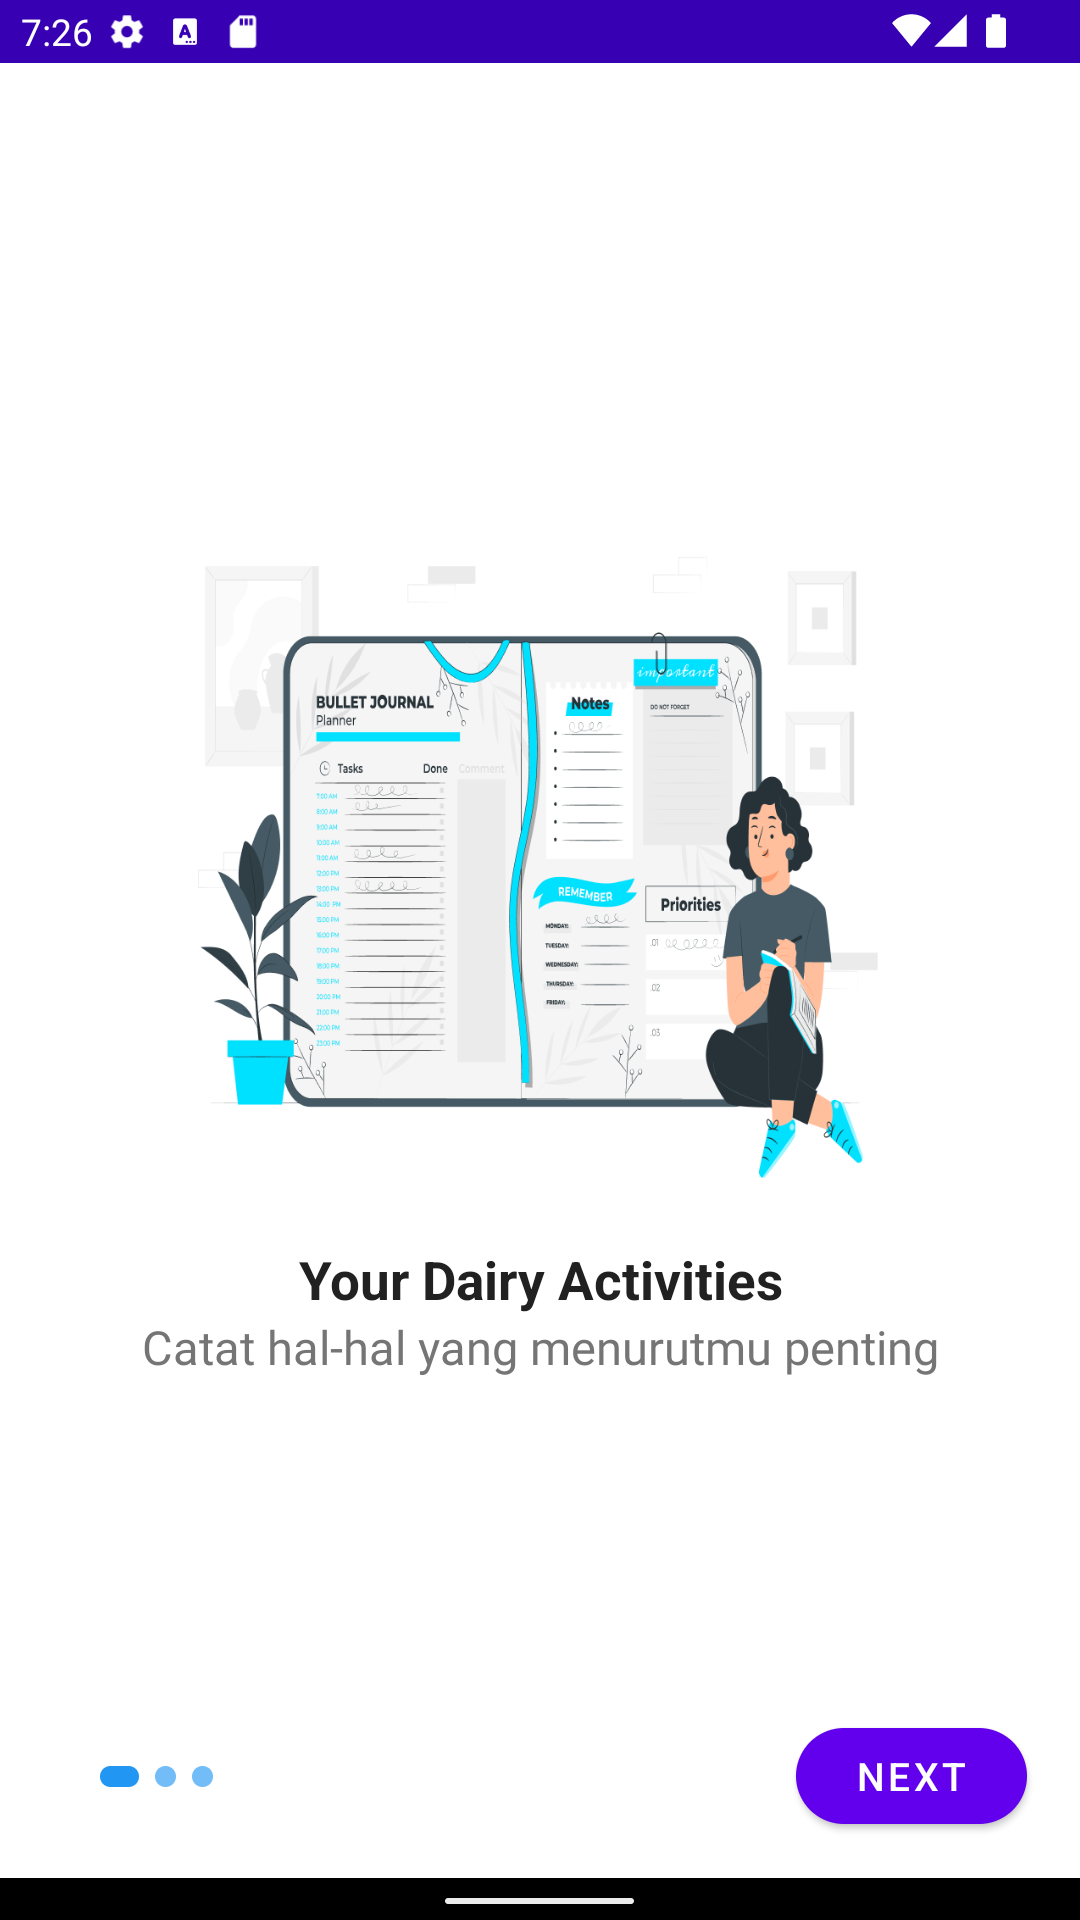 7:26
BULLET JOURNAL
Planner
Tasks Done Comment
7:00 AM
8:00 AM
9:00 AM
10:00 AM
11:00 AM
12:00 PM
13:00 PM
14:00 PM
15:00 PM
16:00 PM
17:00 PM
18:00 PM
19:00 PM
20:00 PM
21:00 PM
22:00 PM
23:00 PM
Notes
important
DO NOT FORGET
REMEMBER
MONDAY:
TUESDAY:
WEDNESDAY:
THURSDAY:
FRIDAY:
Priorities
.01
.02
.03
Your Dairy Activities
Catat hal-hal yang menurutmu penting
NEXT